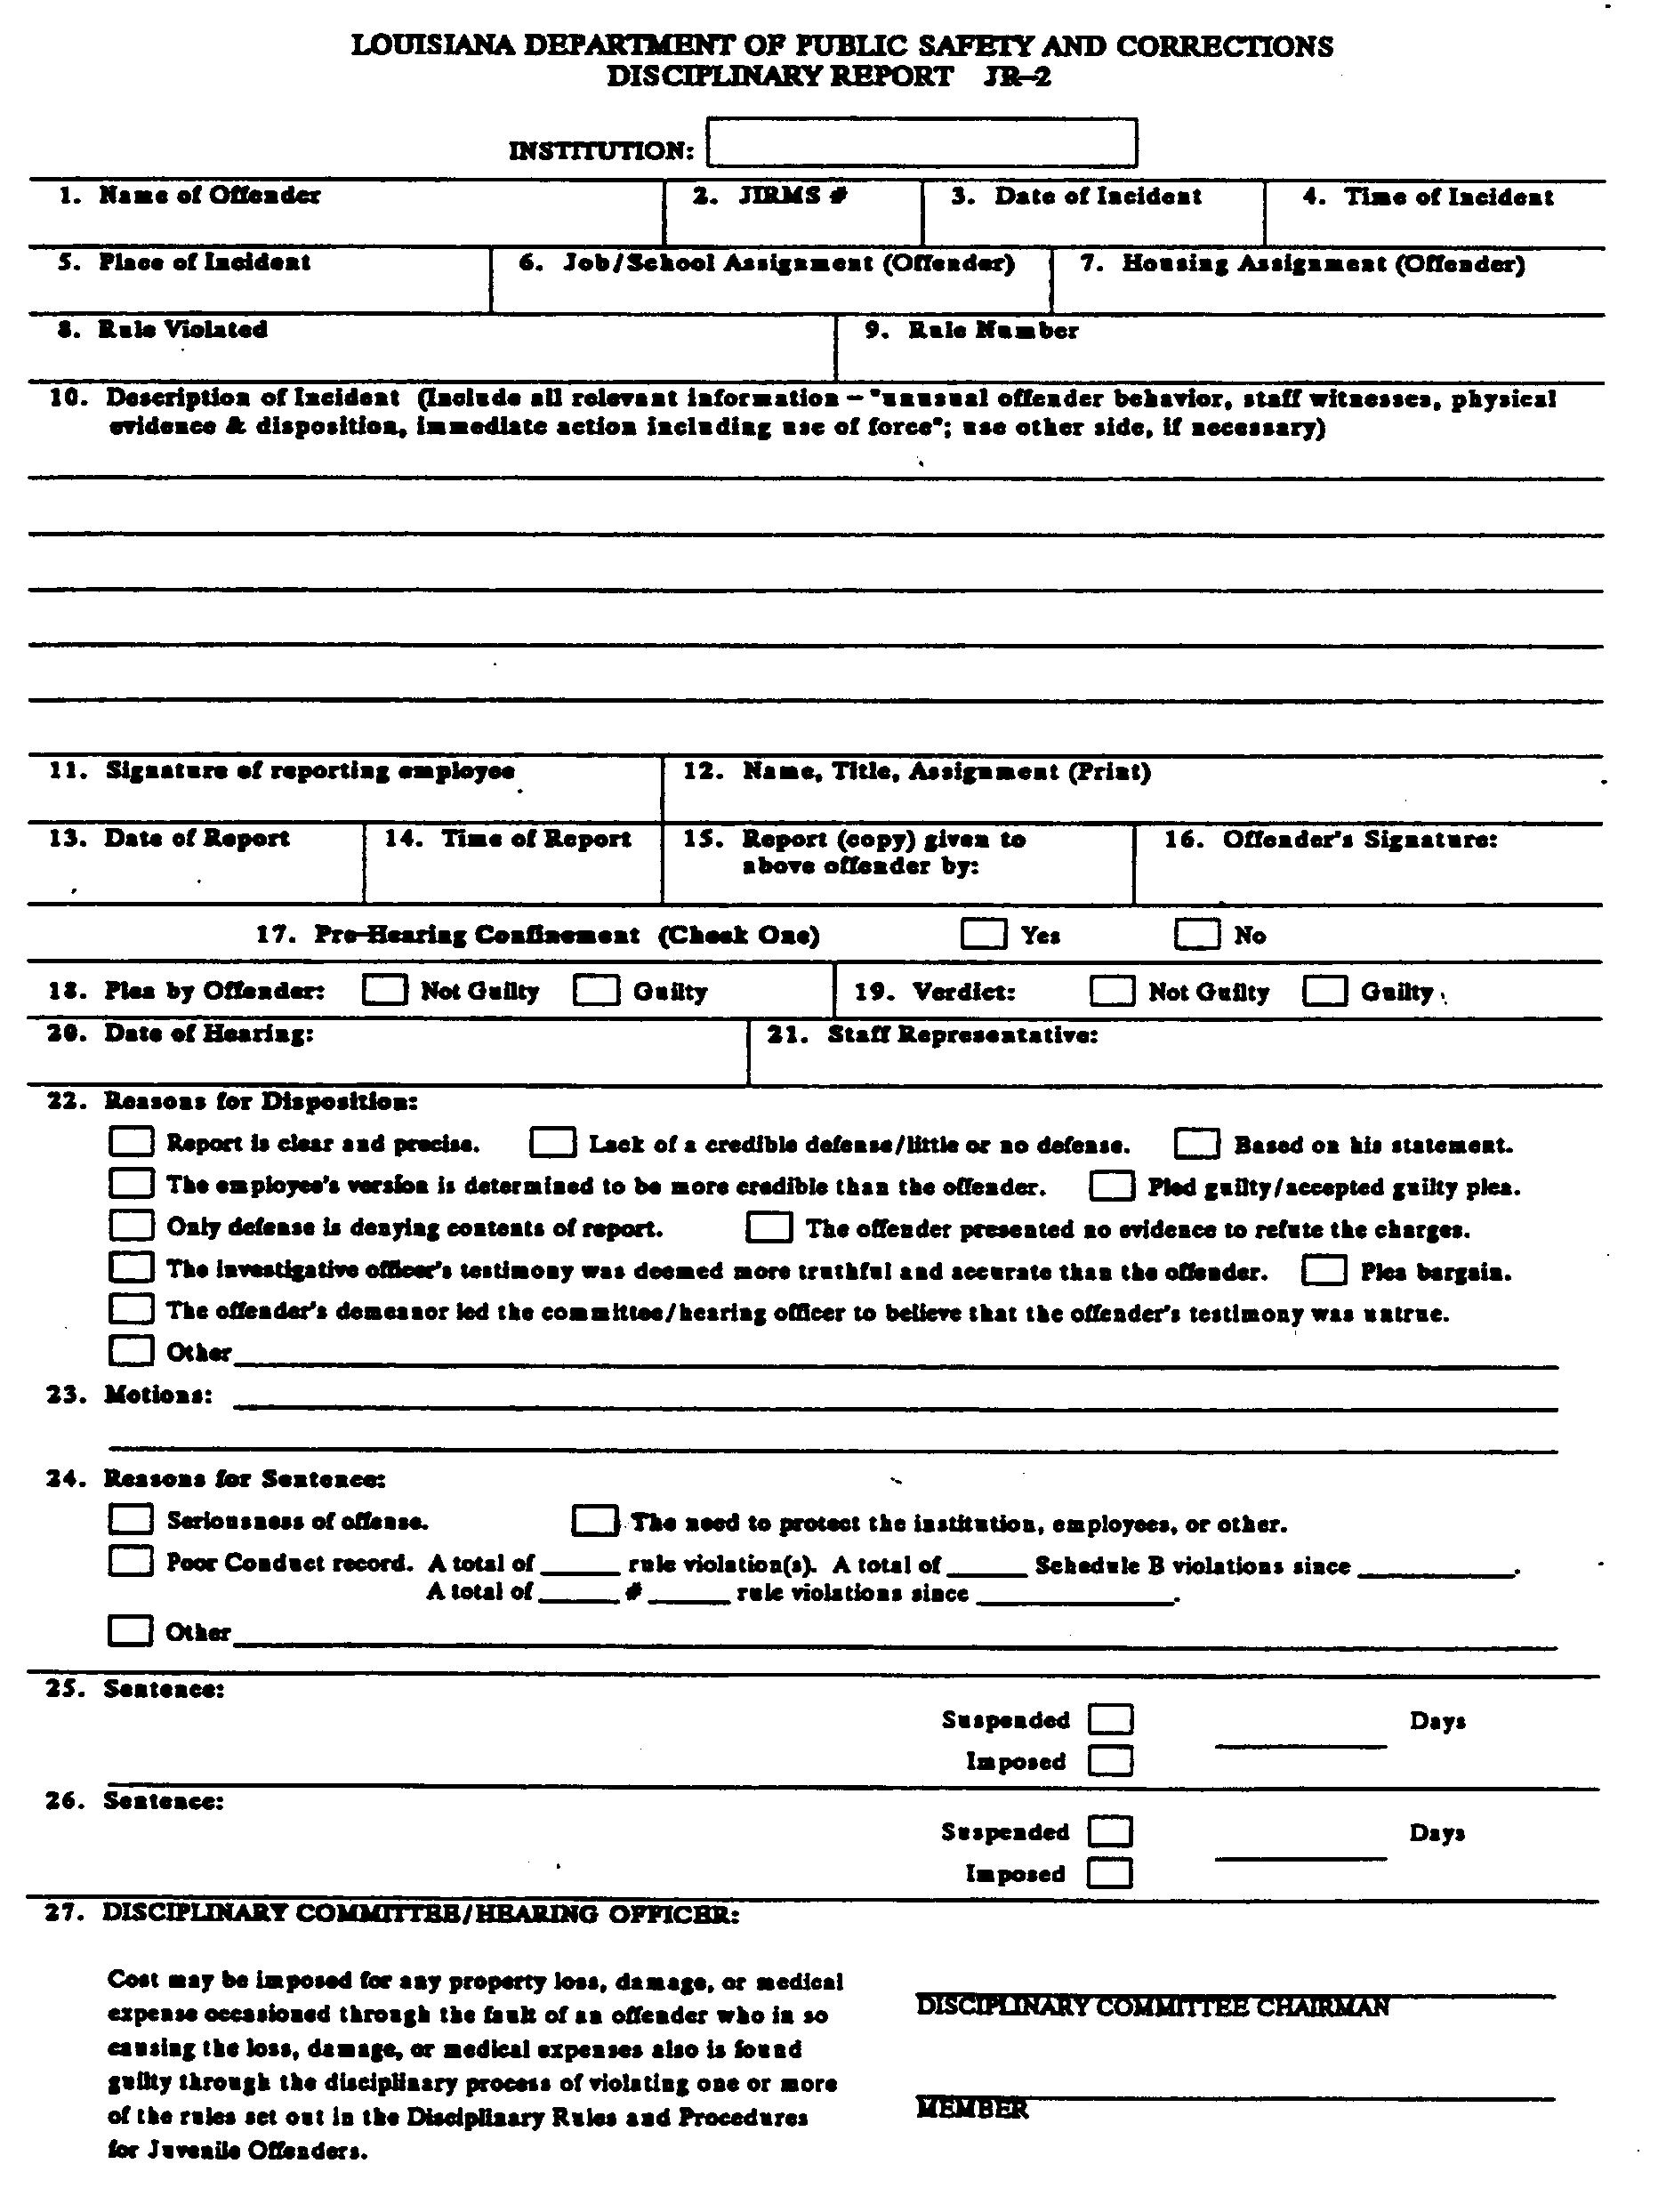 LOUISIANA DEPARTMENT OF PUBLIC SAFETY AND CORRECTIONS
DISCIPLINARY REPORT JR-2
INSTITUTION:
1. Name of Offender 2. JIRMS # 3. Date of Incident 4. Time of Incident
5. Place of Incident 6. Job/School Assignment (Offender) 7. Housing Assignment (Offender)
8. Rule Violated 9. Rule Number
10. Description of Incident (Include all relevant information - "unusual offender behavior, staff witnesses, physical
evidence & disposition, immediate action including use of force"; use other side, if necessary)
11. Signature of reporting employee 12. Name, Title, Assignment (Print)
13. Date of Report 14. Time of Report 15. Report (copy) given to 16. Offender's Signature:
above offender by:
17. Pre-Hearing Confinement (Check One) Yes No
18. Plea by Offender: Not Guilty Guilty 19. Verdict: Not Guilty Guilty
20. Date of Hearing: 21. Staff Representative:
22. Reasons for Disposition:
Report is clear and precise. Lack of a credible defense/little or no defense. Based on his statement.
The employee's version is determined to be more credible than the offender. Pled guilty/accepted guilty plea.
Only defense is denying contents of report. The offender presented no evidence to refute the charges.
The investigative officer's testimony was deemed more truthful and accurate than the offender. Plea bargain.
The offender's demeanor led the committee/hearing officer to believe that the offender's testimony was untrue.
Other
23. Motions:
24. Reasons for Sentence:
Seriousness of offense. The need to protect the institution, employees, or other.
Poor Conduct record. A total of _____ rule violation(s). A total of _____ Schedule B violations since _____.
A total of _____ # _____ rule violations since _____.
Other
25. Sentence:
Suspended Days
Imposed
26. Sentence:
Suspended Days
Imposed
27. DISCIPLINARY COMMITTEE/HEARING OFFICER:
Cost may be imposed for any property loss, damage, or medical
expense occasioned through the fault of an offender who in so
causing the loss, damage, or medical expenses also is found
guilty through the disciplinary process of violating one or more
of the rules set out in the Disciplinary Rules and Procedures
for Juvenile Offenders.
DISCIPLINARY COMMITTEE CHAIRMAN
MEMBER